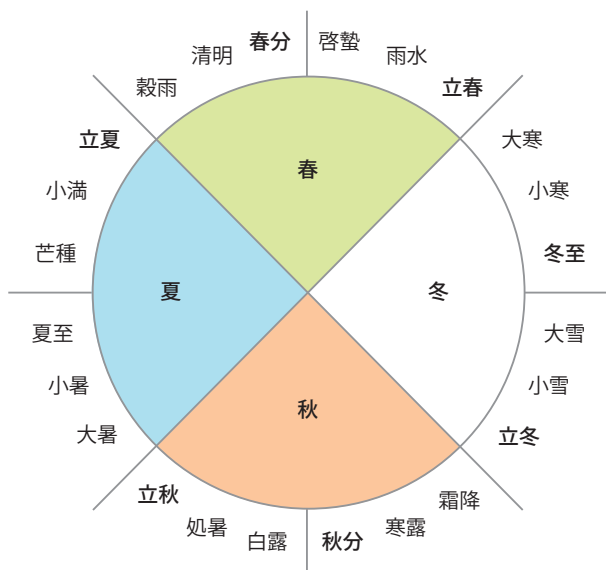 春分
啓蟄
清明
雨水
穀雨
立春
立夏
大寒
春
小満
小寒
芒種
冬至
夏
冬
夏至
大雪
小暑
小雪
秋
大暑
立冬
立秋
霜降
処暑
寒露
白露
秋分